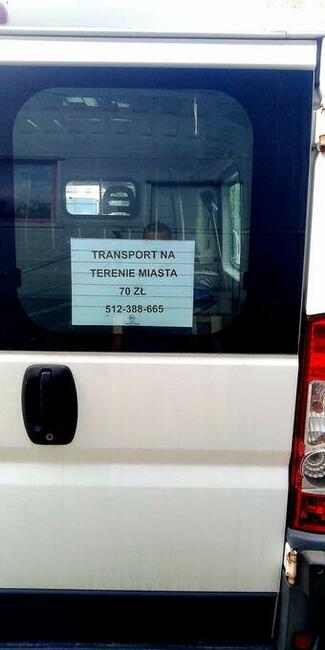 TRANSPORT NA
TERENIE MIASTA
70 ZŁ
512-388-665